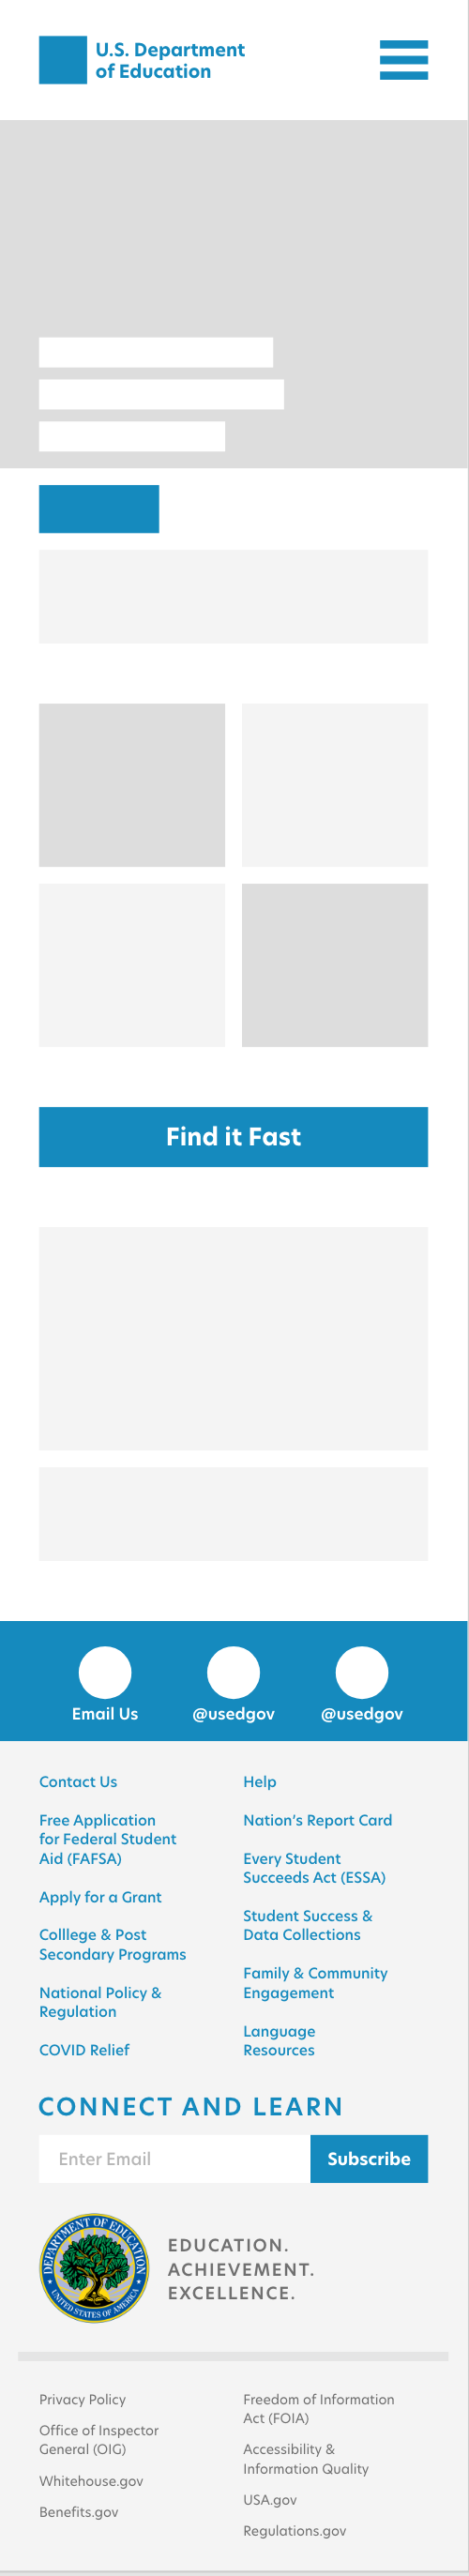 U.S. Department
of Education
Find it Fast
Email Us
@usedgov
@usedgov
Contact Us
Free Application
for Federal Student
Aid (FAFSA)
Apply for a Grant
Colllege & Post
Secondary Programs
National Policy &
Regulation
COVID Relief
Help
Nation's Report Card
Every Student
Succeeds Act (ESSA)
Student Success &
Data Collections
Family & Community
Engagement
Language
Resources
CONNECT AND LEARN
Enter Email
Subscribe
DEPARTMENT OF EDUCATION
UNITED STATES OF AMERICA
EDUCATION.
ACHIEVEMENT.
EXCELLENCE.
Privacy Policy
Office of Inspector
General (OIG)
Whitehouse.gov
Benefits.gov
Freedom of Information
Act (FOIA)
Accessibility &
Information Quality
USA.gov
Regulations.gov